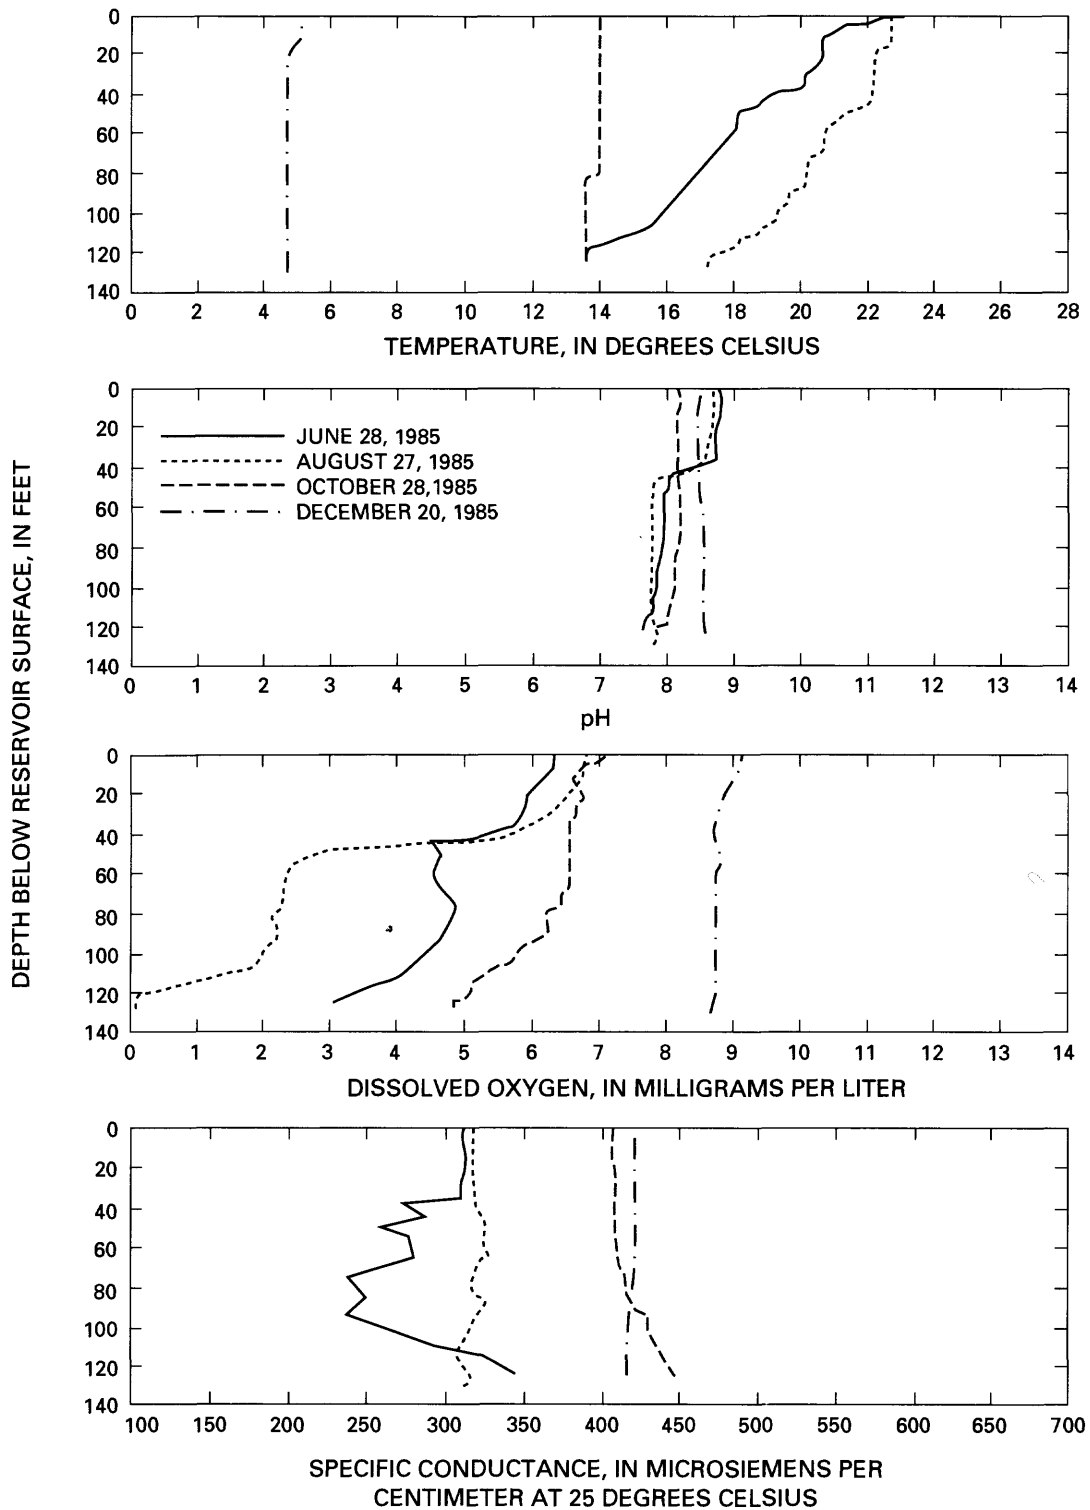 0
20
40
60
80
100
120
140
0 2 4 6 8 10 12 14 16 18 20 22 24 26 28
TEMPERATURE, IN DEGREES CELSIUS
0
20
40
60
80
100
120
140
JUNE 28, 1985
AUGUST 27, 1985
OCTOBER 28,1985
DECEMBER 20, 1985
0 1 2 3 4 5 6 7 8 9 10 11 12 13 14
pH
DEPTH BELOW RESERVOIR SURFACE, IN FEET
0
20
40
60
80
100
120
140
0 1 2 3 4 5 6 7 8 9 10 11 12 13 14
DISSOLVED OXYGEN, IN MILLIGRAMS PER LITER
0
20
40
60
80
100
120
140
100 150 200 250 300 350 400 450 500 550 600 650 700
SPECIFIC CONDUCTANCE, IN MICROSIEMENS PER
CENTIMETER AT 25 DEGREES CELSIUS